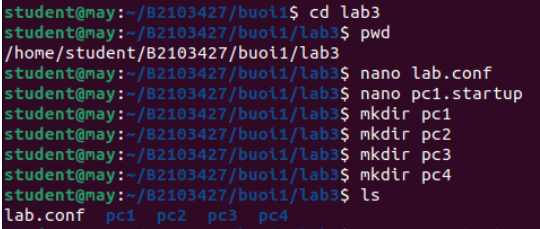 student@may:~/B2103427/buoi1$ cd lab3
student@may:~/B2103427/buoi1/lab3$ pwd
/home/student/B2103427/buoi1/lab3
student@may:~/B2103427/buoi1/lab3$ nano lab.conf
student@may:~/B2103427/buoi1/lab3$ nano pc1.startup
student@may:~/B2103427/buoi1/lab3$ mkdir pc1
student@may:~/B2103427/buoi1/lab3$ mkdir pc2
student@may:~/B2103427/buoi1/lab3$ mkdir pc3
student@may:~/B2103427/buoi1/lab3$ mkdir pc4
student@may:~/B2103427/buoi1/lab3$ ls
lab.conf  pc1  pc2  pc3  pc4